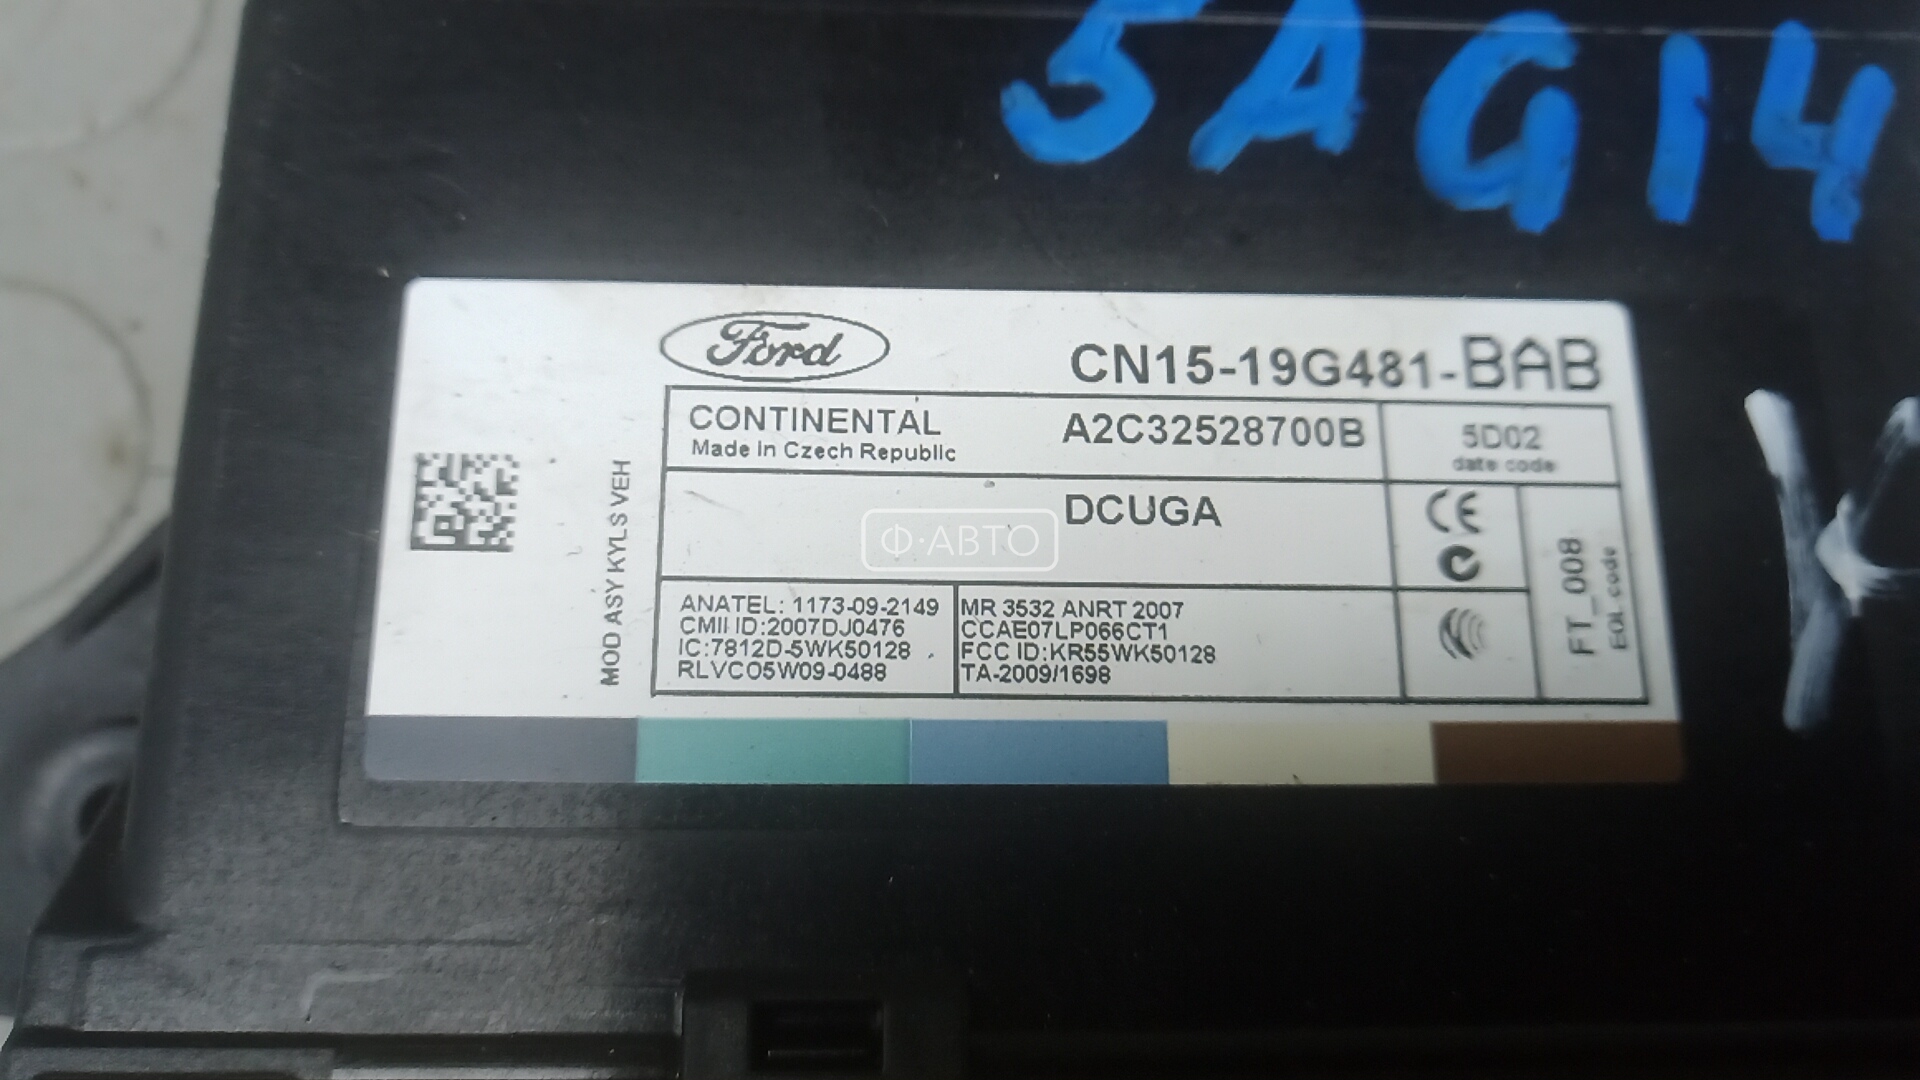 5AG14
Ford
CN15-19G481-BAB
CONTINENTAL
Made In Czech Republic
A2C32528700B
5D02
date code
DCUGA
Ф·АВТО
CE
MOD ASY KYLS VEH
ANATEL: 1173-09-2149
CMII ID:2007DJ0476
IC:7812D-5WK50128
RLVCO5W09-0488
MR 3532 ANRT 2007
CCAE07LP066CT1
FCC ID:KR55WK50128
TA-2009/1698
FT_008
EOL code